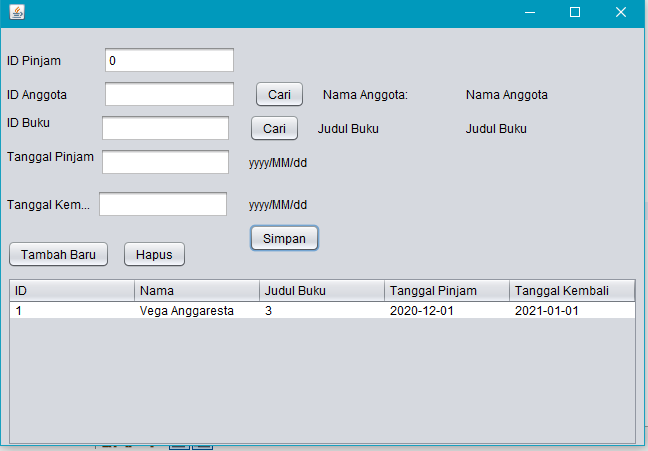 ID Pinjam 0
ID Anggota Cari Nama Anggota: Nama Anggota
ID Buku Cari Judul Buku Judul Buku
Tanggal Pinjam yyyy/MM/dd
Tanggal Kem... yyyy/MM/dd
Simpan
Tambah Baru Hapus
ID Nama Judul Buku Tanggal Pinjam Tanggal Kembali
1 Vega Anggaresta 3 2020-12-01 2021-01-01